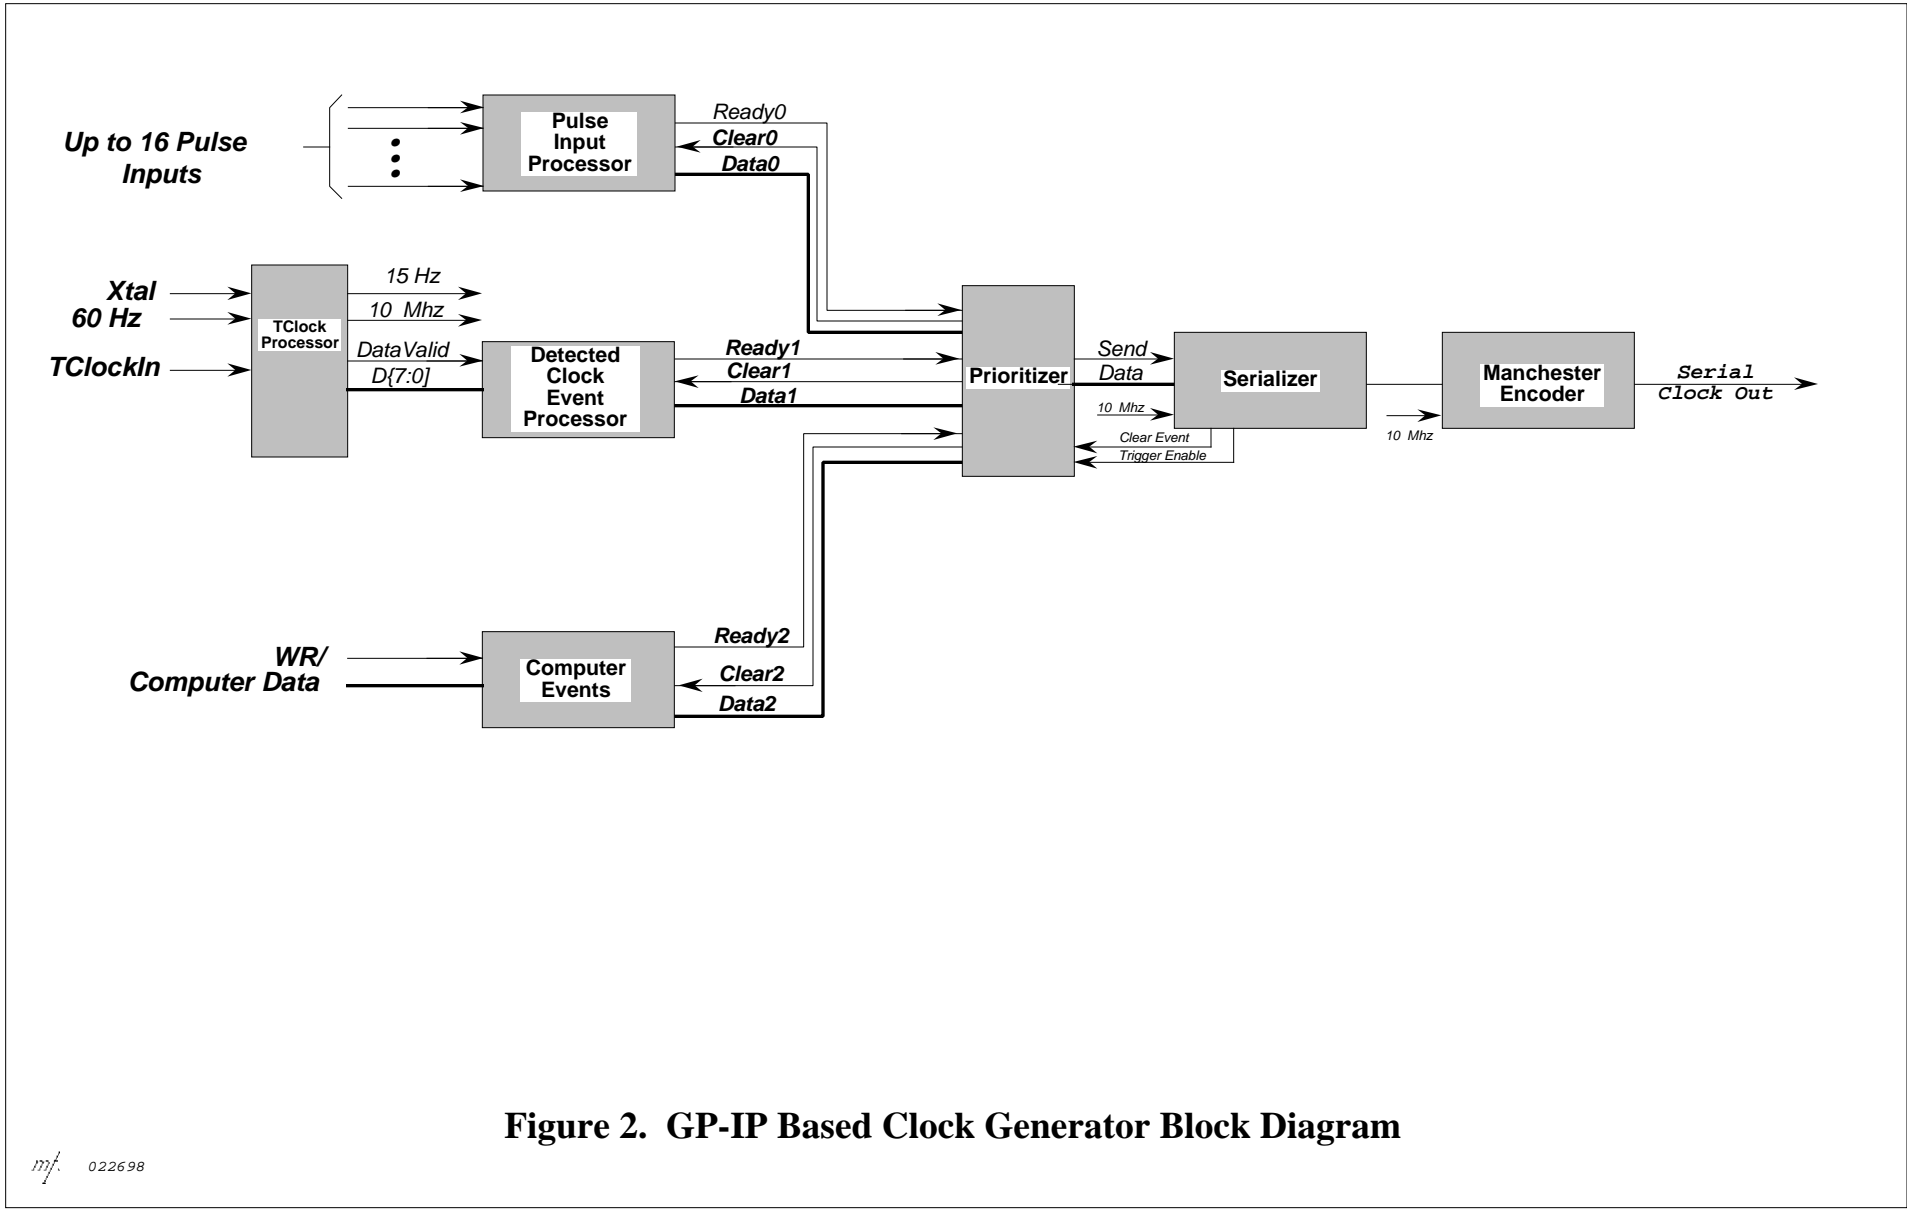 Up to 16 Pulse
Inputs
Pulse
Input
Processor
Ready0
Clear0
Data0
Xtal
60 Hz
TClockIn
TClock
Processor
15 Hz
10 Mhz
DataValid
D{7:0]
Detected
Clock
Event
Processor
Ready1
Clear1
Data1
Prioritizer
Send
Data
10 Mhz
Clear Event
Trigger Enable
Serializer
10 Mhz
Manchester
Encoder
Serial
Clock Out
WR/
Computer Data
Computer
Events
Ready2
Clear2
Data2
Figure 2. GP-IP Based Clock Generator Block Diagram
mf. 022698